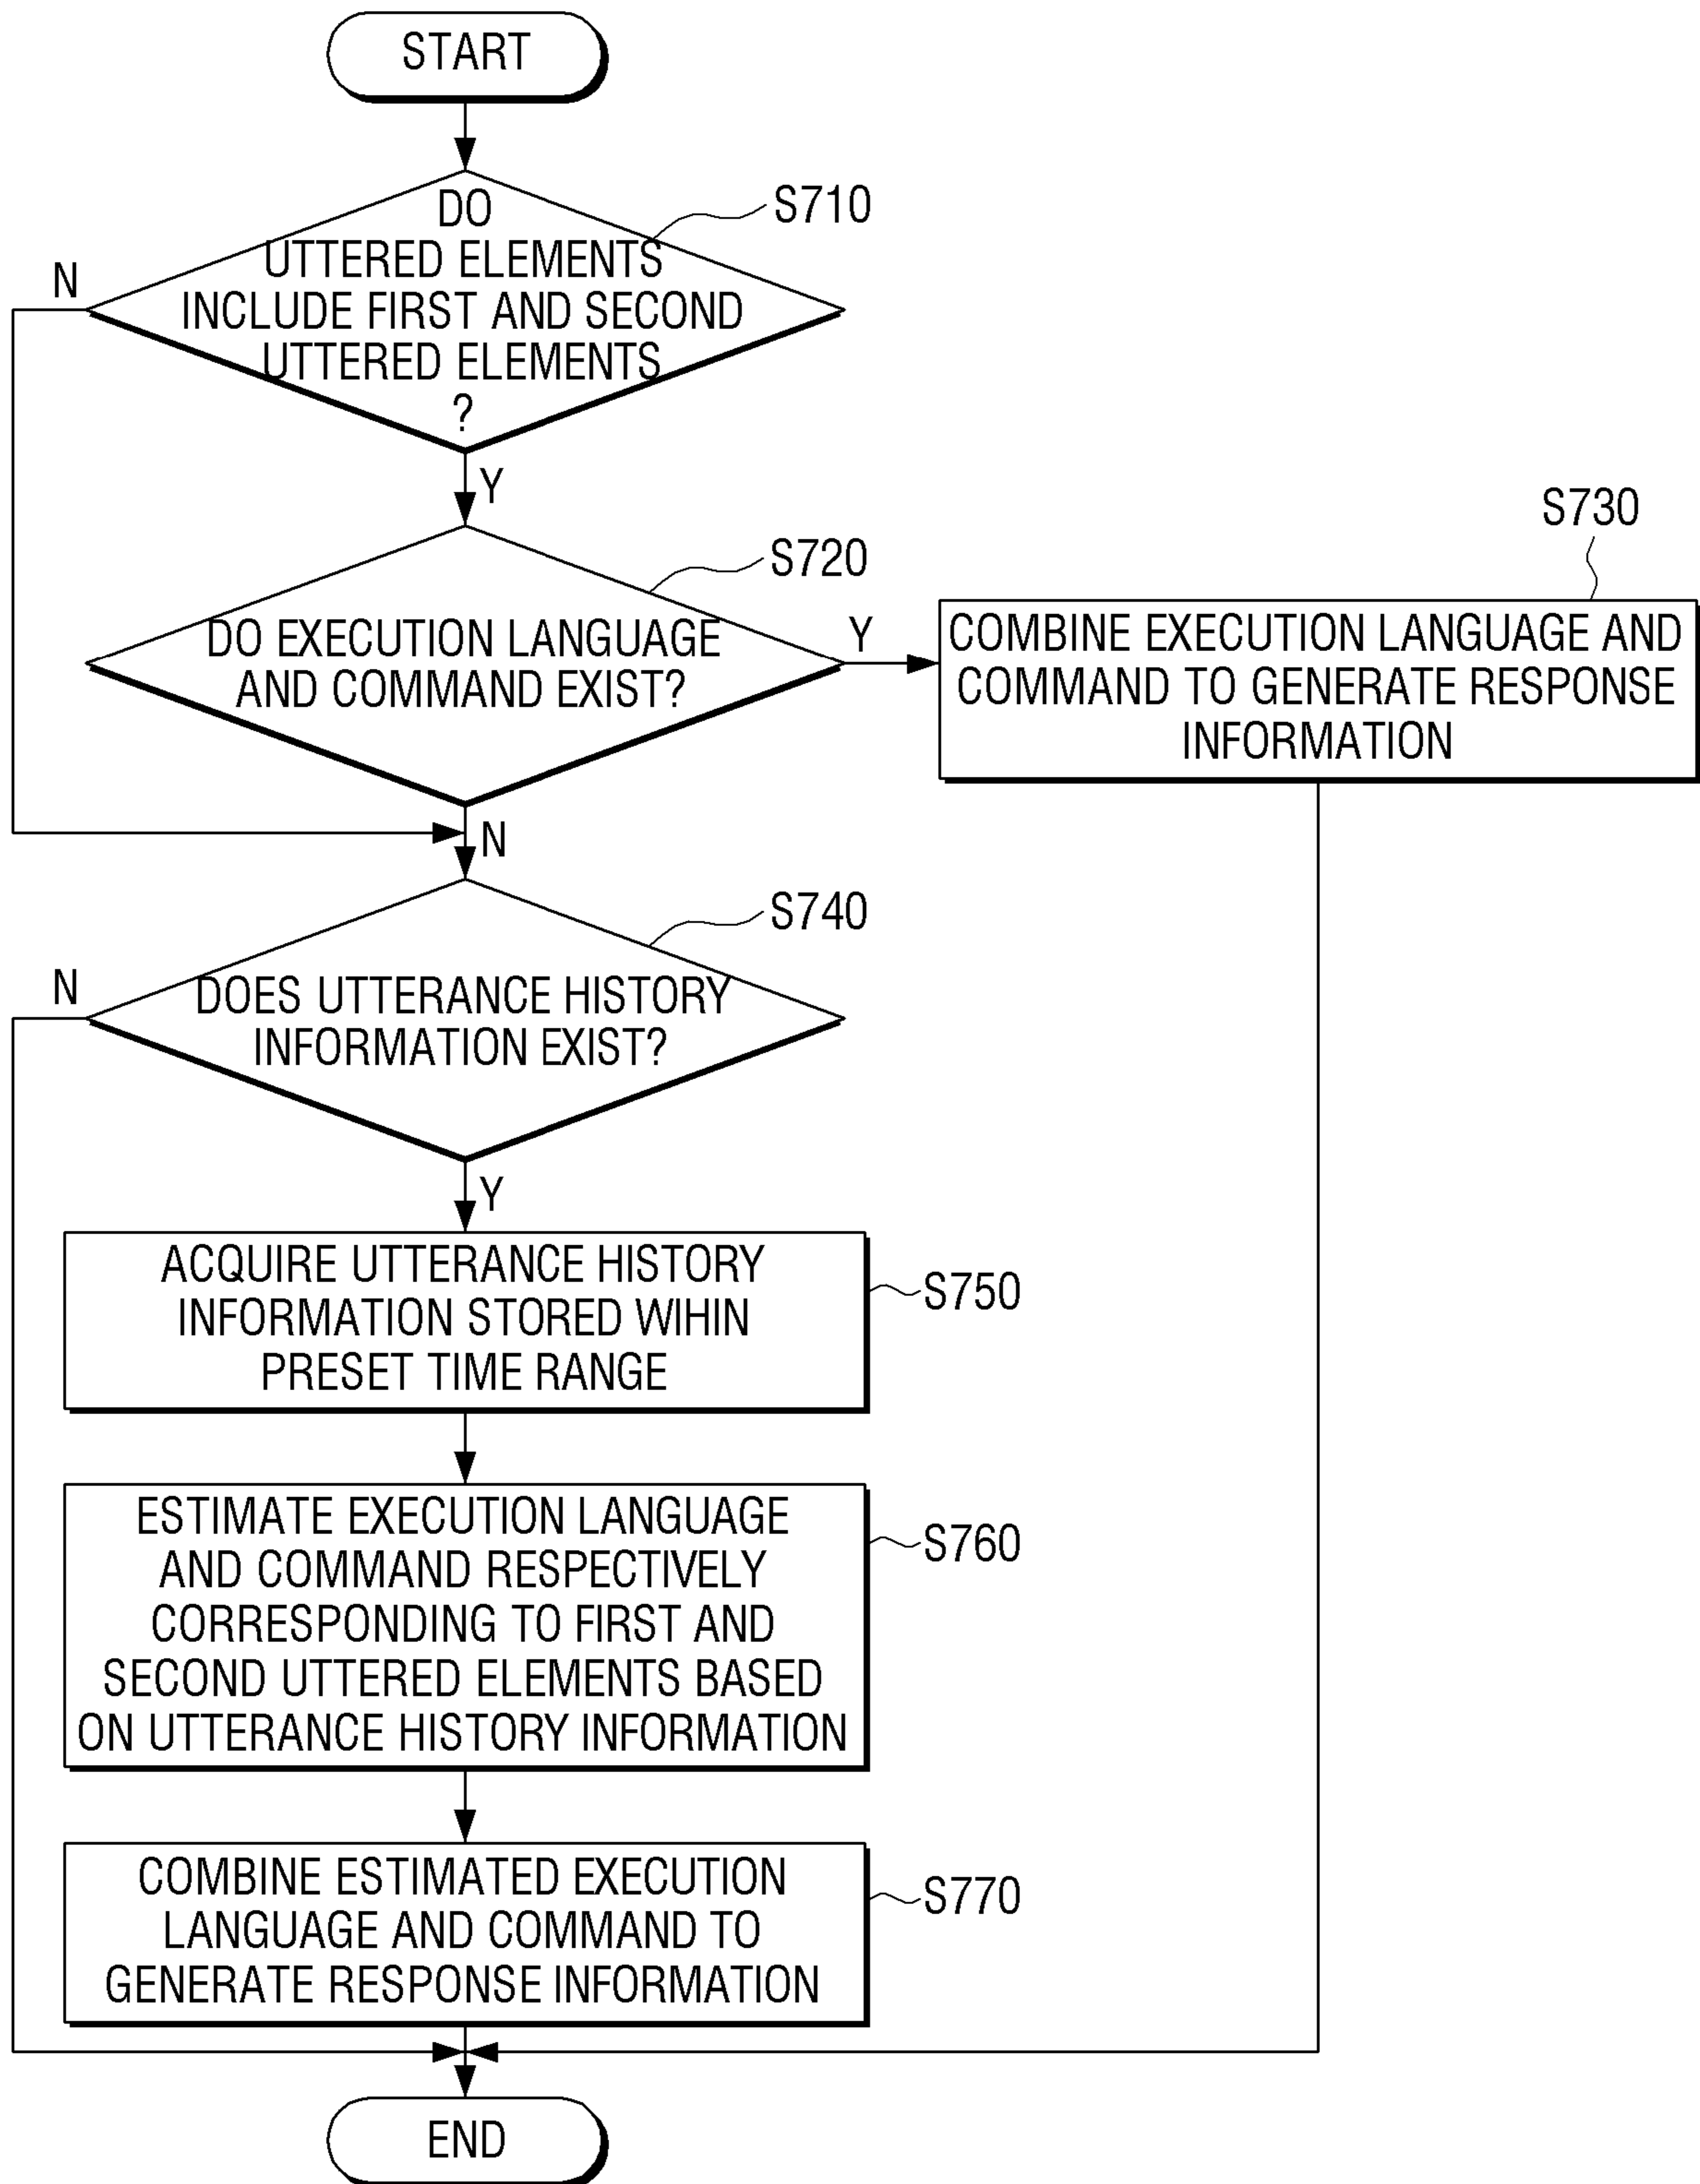 START
DO
UTTERED ELEMENTS
INCLUDE FIRST AND SECOND
UTTERED ELEMENTS
?
S710
N
Y
DO EXECUTION LANGUAGE
AND COMMAND EXIST?
S720
Y
COMBINE EXECUTION LANGUAGE AND
COMMAND TO GENERATE RESPONSE
INFORMATION
S730
N
DOES UTTERANCE HISTORY
INFORMATION EXIST?
S740
N
Y
ACQUIRE UTTERANCE HISTORY
INFORMATION STORED WIHIN
PRESET TIME RANGE
S750
ESTIMATE EXECUTION LANGUAGE
AND COMMAND RESPECTIVELY
CORRESPONDING TO FIRST AND
SECOND UTTERED ELEMENTS BASED
ON UTTERANCE HISTORY INFORMATION
S760
COMBINE ESTIMATED EXECUTION
LANGUAGE AND COMMAND TO
GENERATE RESPONSE INFORMATION
S770
END